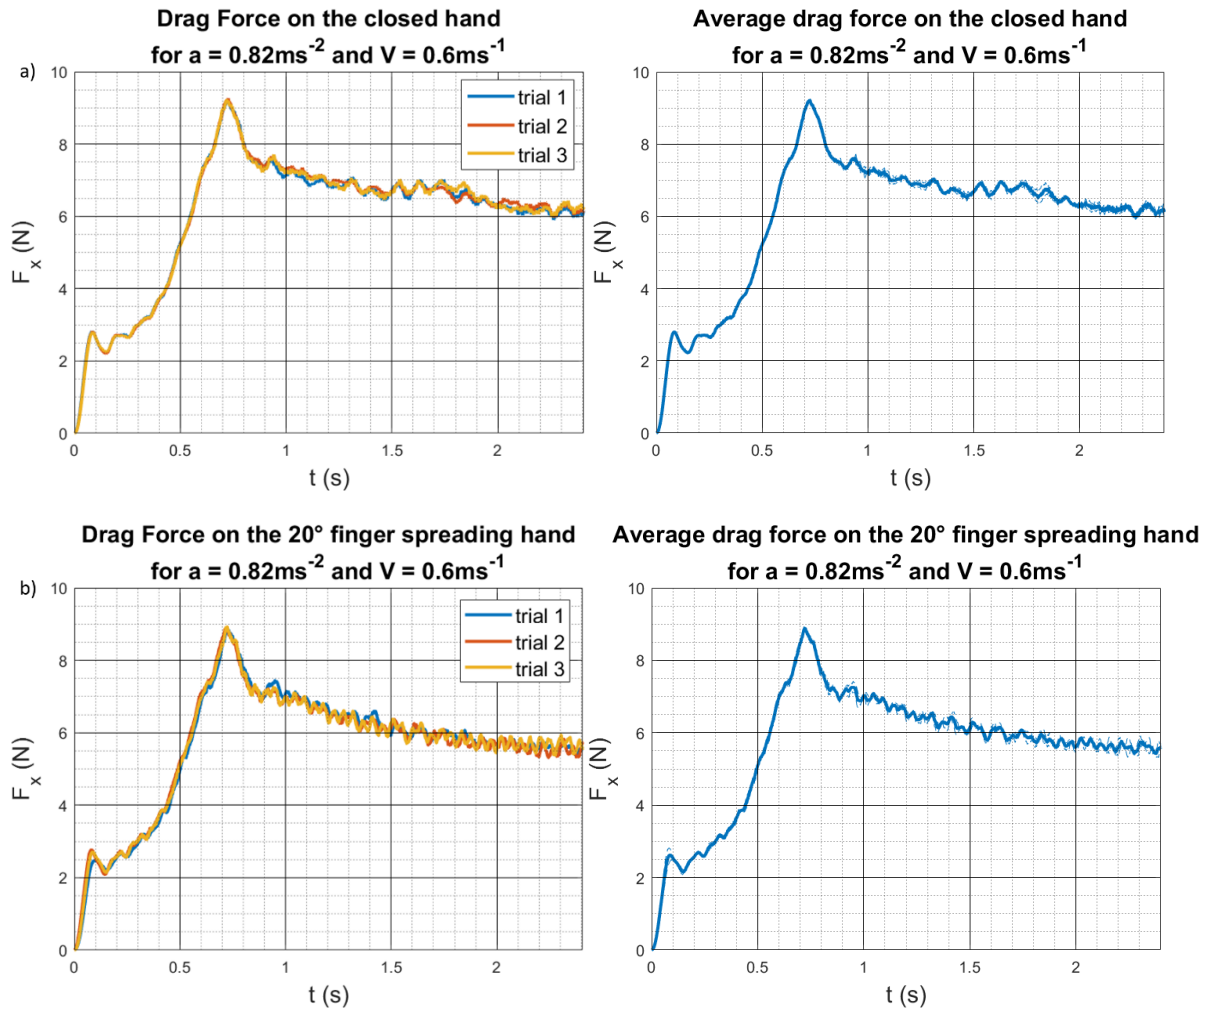 Drag Force on the closed hand
for a = 0.82ms-2 and V = 0.6ms-1
a)
10
8
6
4
2
0
F x (N)
trial 1
trial 2
trial 3
0 0.5 1 1.5 2
t (s)
Average drag force on the closed hand
for a = 0.82ms-2 and V = 0.6ms-1
10
8
6
4
2
0
F x (N)
0 0.5 1 1.5 2
t (s)
Drag Force on the 20° finger spreading hand
for a = 0.82ms-2 and V = 0.6ms-1
b)
10
8
6
4
2
0
F x (N)
trial 1
trial 2
trial 3
0 0.5 1 1.5 2
t (s)
Average drag force on the 20° finger spreading hand
for a = 0.82ms-2 and V = 0.6ms-1
10
8
6
4
2
0
F x (N)
0 0.5 1 1.5 2
t (s)